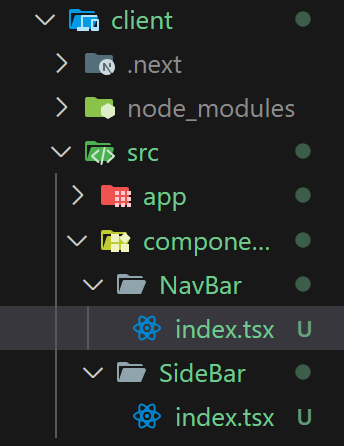 client
.next
node_modules
src
app
compone...
NavBar
index.tsx U
SideBar
index.tsx U